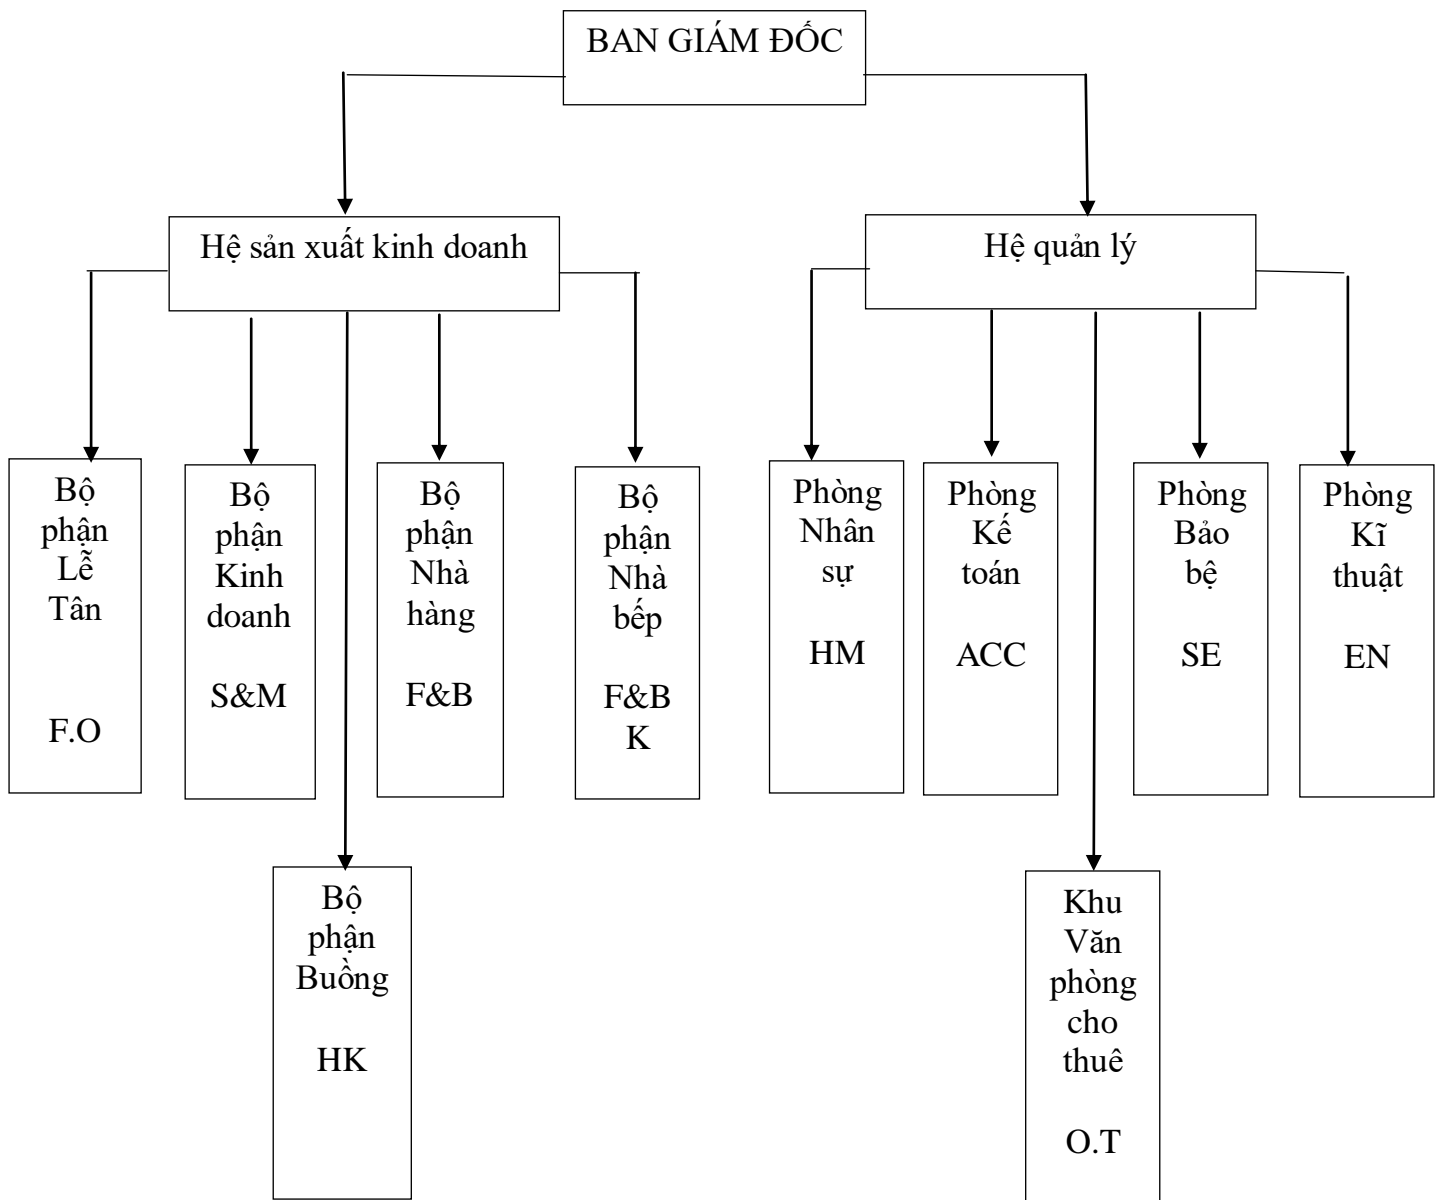 BAN GIÁM ĐỐC
Hệ sản xuất kinh doanh
Hệ quản lý
Bộ
phận
Lễ
Tân
F.O
Bộ
phận
Kinh
doanh
S&M
Bộ
phận
Nhà
hàng
F&B
Bộ
phận
Nhà
bếp
F&B
K
Phòng
Nhân
sự
HM
Phòng
Kế
toán
ACC
Phòng
Bảo
bệ
SE
Phòng
Kĩ
thuật
EN
Bộ
phận
Buồng
HK
Khu
Văn
phòng
cho
thuê
O.T